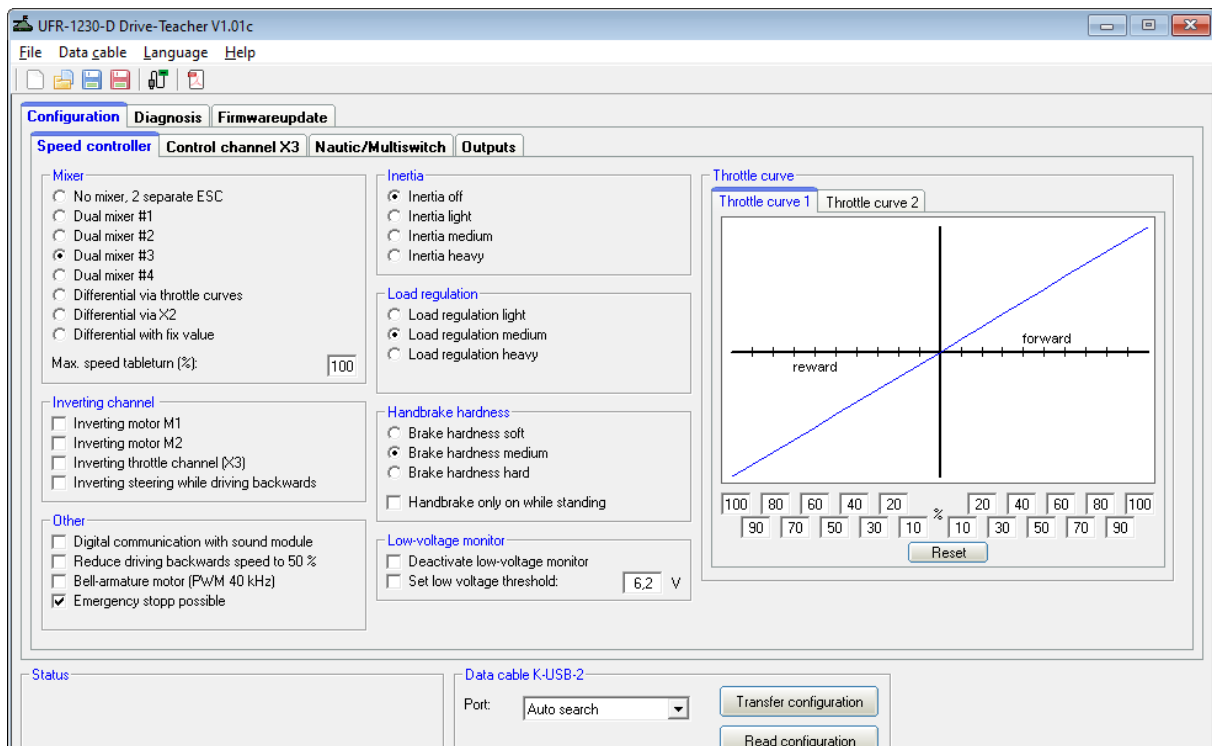 UFR-1230-D Drive-Teacher V1.01c
File Data cable Language Help
Configuration Diagnosis Firmwareupdate
Speed controller Control channel X3 Nautic/Multiswitch Outputs
Mixer
No mixer, 2 separate ESC
Dual mixer #1
Dual mixer #2
Dual mixer #3
Dual mixer #4
Differential via throttle curves
Differential via X2
Differential with fix value
Max. speed tableturn (%): 100
Inverting channel
Inverting motor M1
Inverting motor M2
Inverting throttle channel (X3)
Inverting steering while driving backwards
Other
Digital communication with sound module
Reduce driving backwards speed to 50 %
Bell-armature motor (PWM 40 kHz)
Emergency stopp possible
Inertia
Inertia off
Inertia light
Inertia medium
Inertia heavy
Load regulation
Load regulation light
Load regulation medium
Load regulation heavy
Handbrake hardness
Brake hardness soft
Brake hardness medium
Brake hardness hard
Handbrake only on while standing
Low-voltage monitor
Deactivate low-voltage monitor
Set low voltage threshold: 6,2 V
Throttle curve
Throttle curve 1 Throttle curve 2
forward
reward
100 80 60 40 20 % 20 40 60 80 100
90 70 50 30 10 10 30 50 70 90
Reset
Status
Data cable K-USB-2
Port: Auto search
Transfer configuration
Read configuration